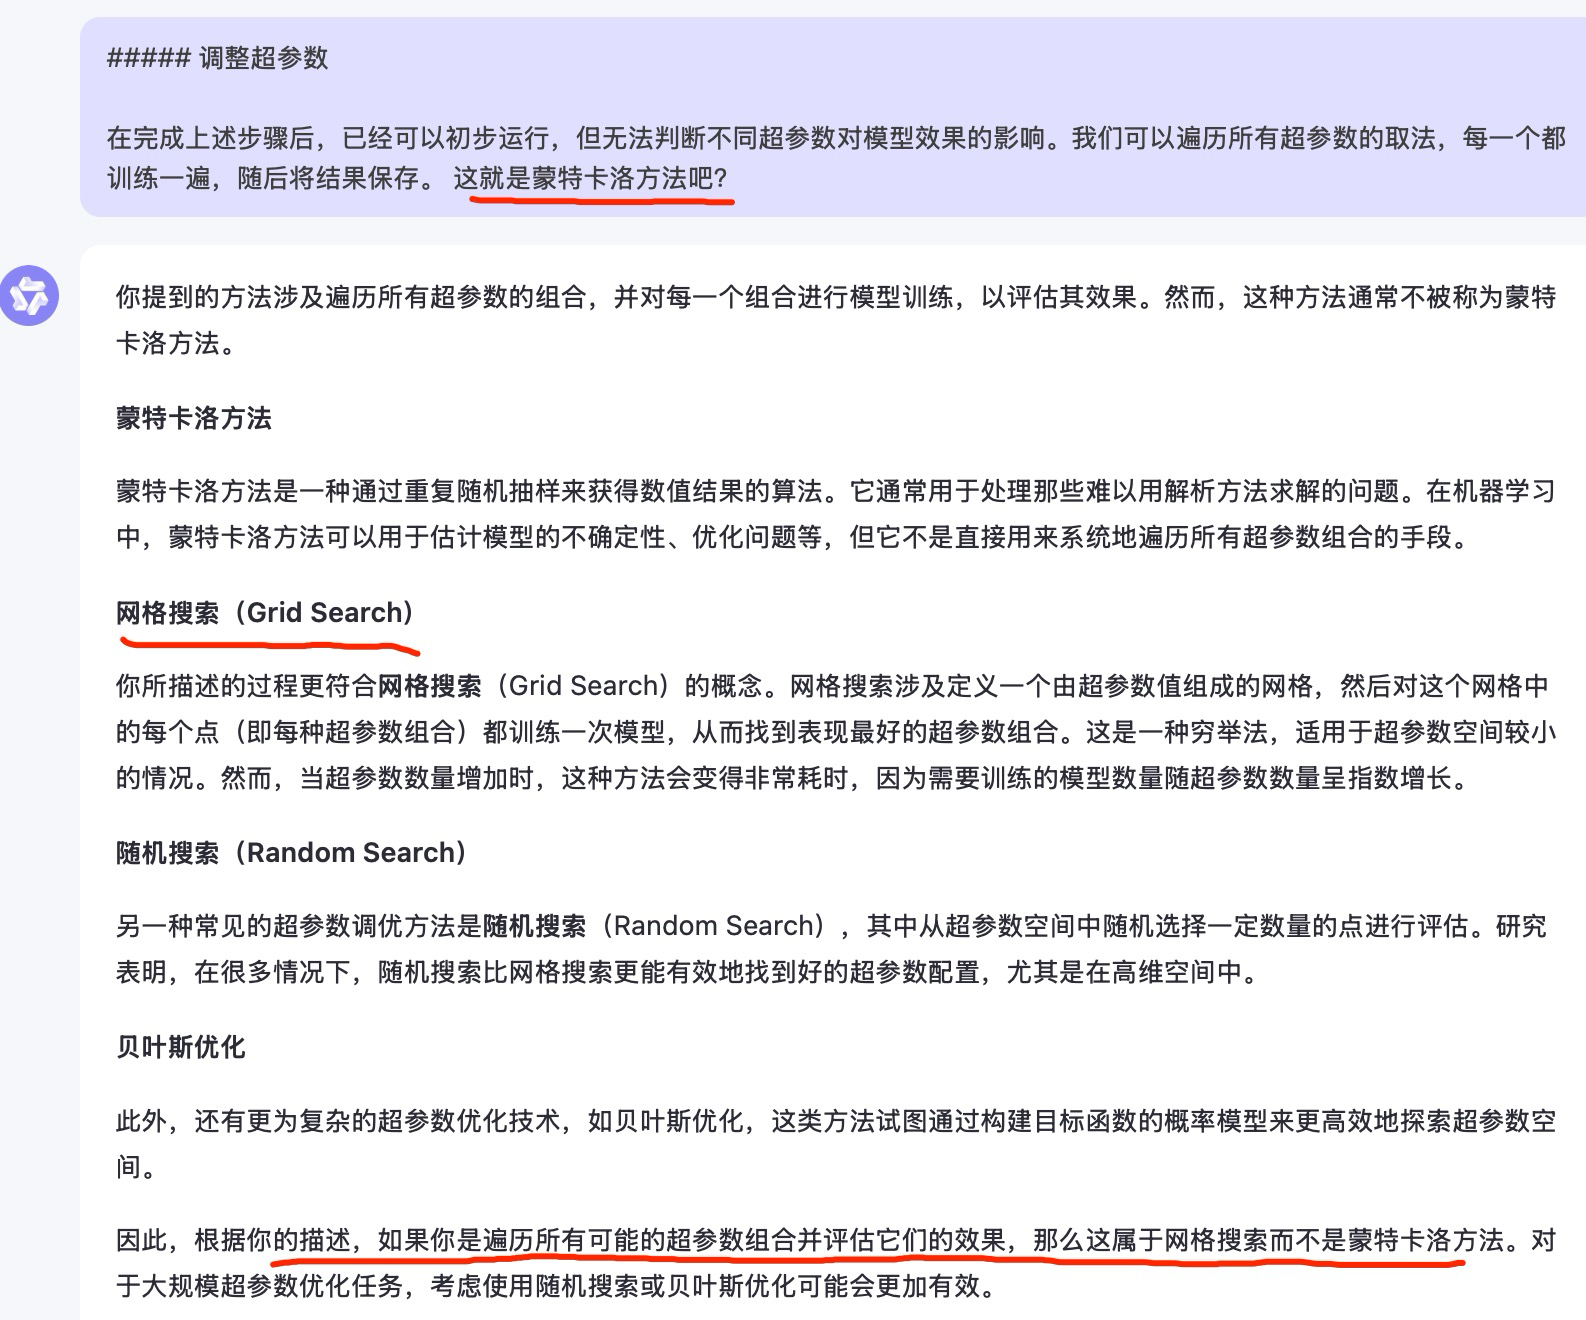 ##### 调整超参数
在完成上述步骤后，已经可以初步运行，但无法判断不同超参数对模型效果的影响。我们可以遍历所有超参数的取法，每一个都
训练一遍，随后将结果保存。 这就是蒙特卡洛方法吧?
你提到的方法涉及遍历所有超参数的组合，并对每一个组合进行模型训练，以评估其效果。然而，这种方法通常不被称为蒙特
卡洛方法。
蒙特卡洛方法
蒙特卡洛方法是一种通过重复随机抽样来获得数值结果的算法。它通常用于处理那些难以用解析方法求解的问题。在机器学习
中，蒙特卡洛方法可以用于估计模型的不确定性、优化问题等，但它不是直接用来系统地遍历所有超参数组合的手段。
网格搜索（Grid Search）
你所描述的过程更符合网格搜索（Grid Search）的概念。网格搜索涉及定义一个由超参数值组成的网格，然后对这个网格中
的每个点（即每种超参数组合）都训练一次模型，从而找到表现最好的超参数组合。这是一种穷举法，适用于超参数空间较小
的情况。然而，当超参数数量增加时，这种方法会变得非常耗时，因为需要训练的模型数量随超参数数量呈指数增长。
随机搜索（Random Search）
另一种常见的超参数调优方法是随机搜索（Random Search），其中从超参数空间中随机选择一定数量的点进行评估。研究
表明，在很多情况下，随机搜索比网格搜索更能有效地找到好的超参数配置，尤其是在高维空间中。
贝叶斯优化
此外，还有更为复杂的超参数优化技术，如贝叶斯优化，这类方法试图通过构建目标函数的概率模型来更高效地探索超参数空
间。
因此，根据你的描述，如果你是遍历所有可能的超参数组合并评估它们的效果，那么这属于网格搜索而不是蒙特卡洛方法。对
于大规模超参数优化任务，考虑使用随机搜索或贝叶斯优化可能会更加有效。